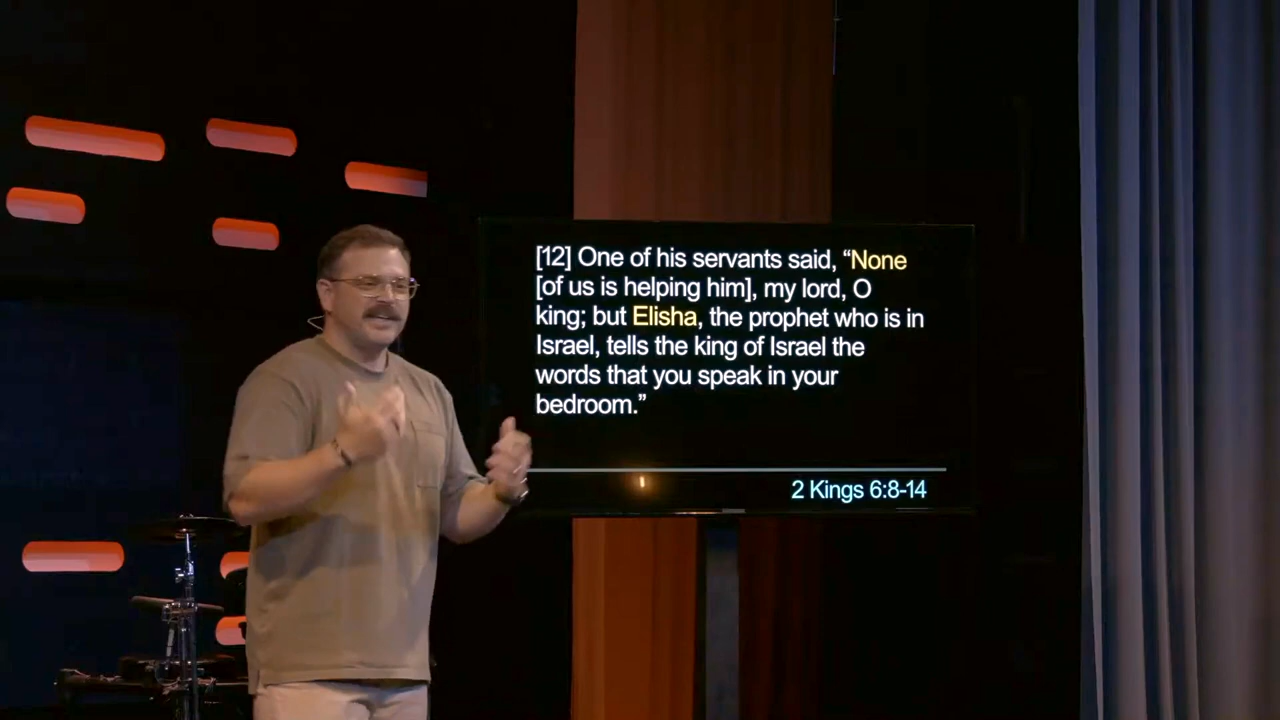 [12] One of his servants said, “None
[of us is helping him], my lord, O
king; but Elisha, the prophet who is in
Israel, tells the king of Israel the
words that you speak in your
bedroom.”
2 Kings 6:8-14